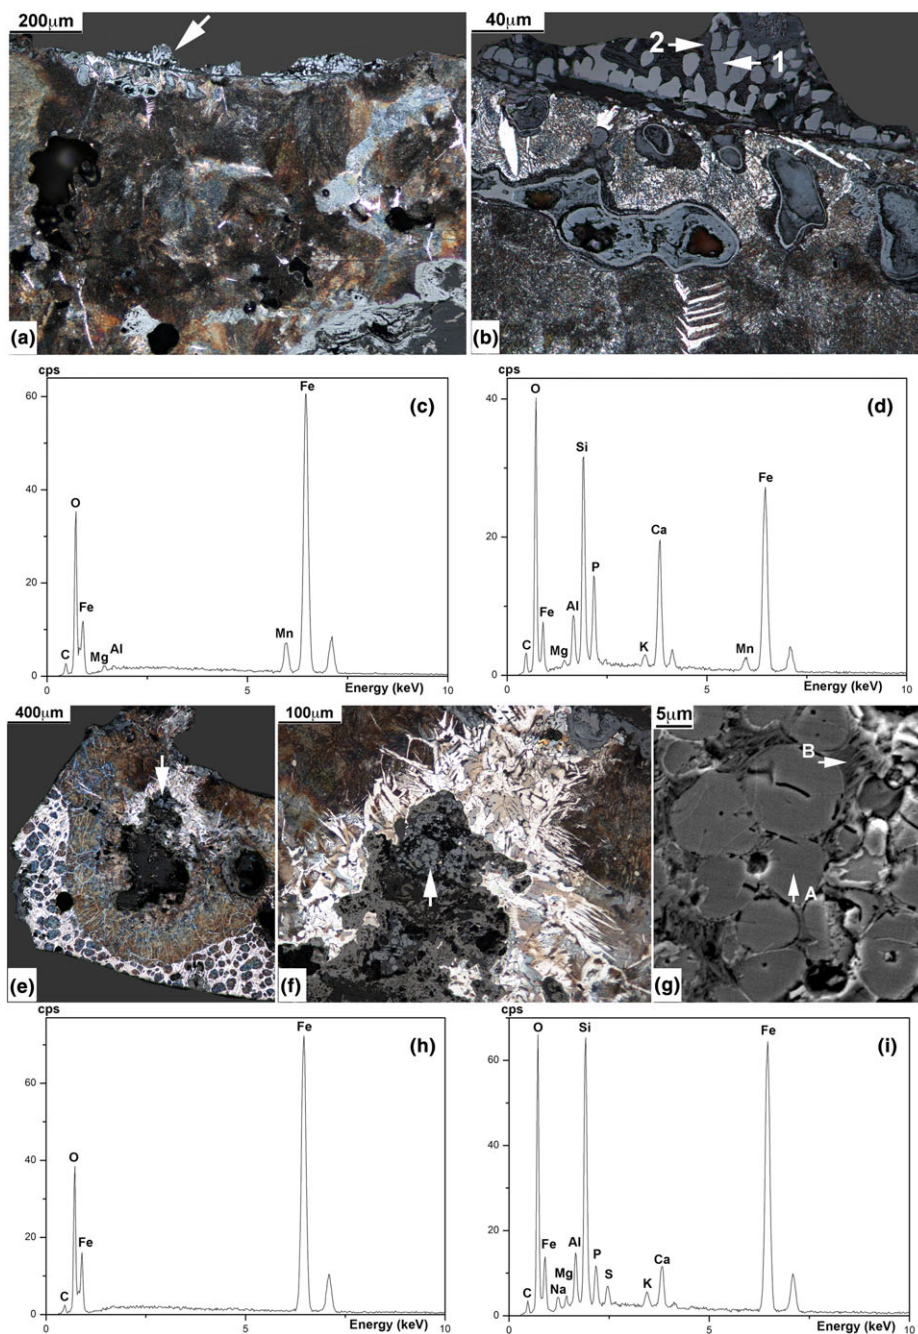 200μm
(a)
40μm
2
1
(b)
cps
60
40
20
0
0
5
10
Energy (keV)
(c)
C
O
Fe
Mg
Al
Mn
Fe
cps
40
20
0
0
5
10
Energy (keV)
(d)
C
O
Fe
Mg
Al
Si
P
K
Ca
Mn
Fe
400μm
(e)
100μm
(f)
5μm
B
A
(g)
cps
60
40
20
0
0
5
10
Energy (keV)
(h)
C
O
Fe
Fe
cps
60
40
20
0
0
5
10
Energy (keV)
(i)
C
O
Fe
Na
Mg
Al
Si
P
S
K
Ca
Fe